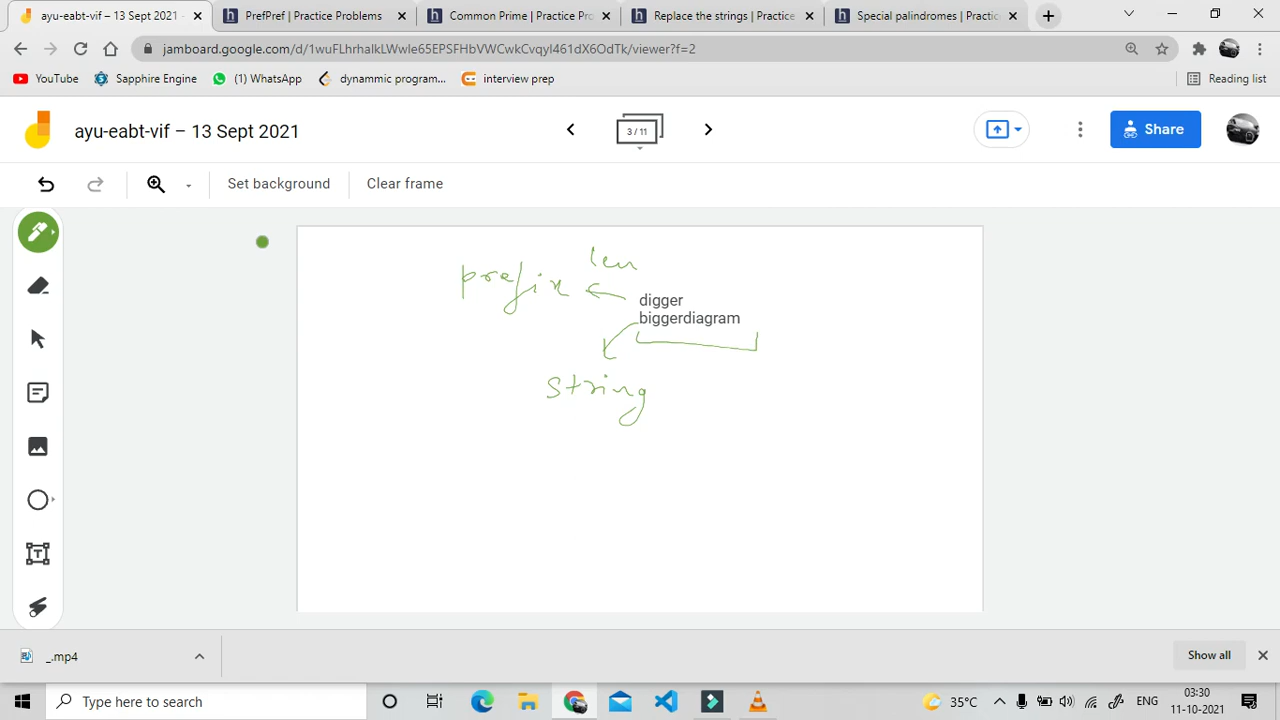 ayu-eabt-vif – 13 Sept 2021
PrefPref | Practice Problems
Common Prime | Practice Pro
Replace the strings | Practice
Special palindromes | Practic
jamboard.google.com/d/1wuFLhrhalkLWwle65EPSFHbVWCwkCvqyl461dX6OdTk/viewer?f=2
YouTube
Sapphire Engine
(1) WhatsApp
dynammic program...
interview prep
Reading list
ayu-eabt-vif – 13 Sept 2021
3 / 11
Share
Set background
Clear frame
len
prefix
digger
biggerdiagram
string
_.mp4
Show all
Type here to search
35°C
ENG
03:30
11-10-2021